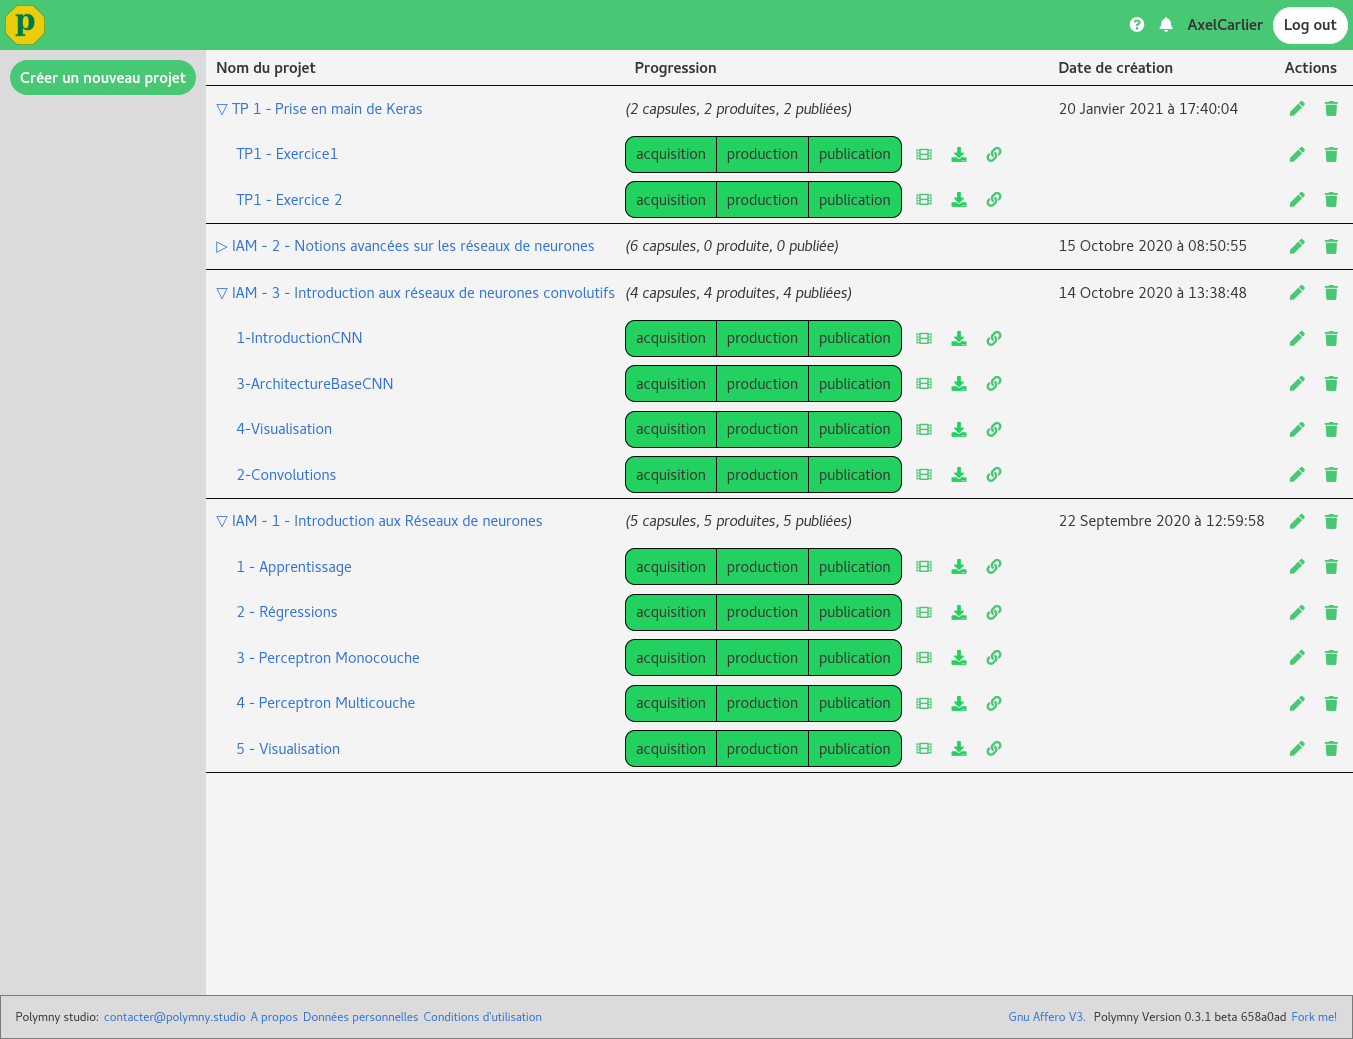 p
AxelCarlier
Log out
Créer un nouveau projet
Nom du projet Progression Date de création Actions
▽ TP 1 - Prise en main de Keras (2 capsules, 2 produites, 2 publiées) 20 Janvier 2021 à 17:40:04
TP1 - Exercice1 acquisition production publication
TP1 - Exercice 2 acquisition production publication
▷ IAM - 2 - Notions avancées sur les réseaux de neurones (6 capsules, 0 produite, 0 publiée) 15 Octobre 2020 à 08:50:55
▽ IAM - 3 - Introduction aux réseaux de neurones convolutifs (4 capsules, 4 produites, 4 publiées) 14 Octobre 2020 à 13:38:48
1-IntroductionCNN acquisition production publication
3-ArchitectureBaseCNN acquisition production publication
4-Visualisation acquisition production publication
2-Convolutions acquisition production publication
▽ IAM - 1 - Introduction aux Réseaux de neurones (5 capsules, 5 produites, 5 publiées) 22 Septembre 2020 à 12:59:58
1 - Apprentissage acquisition production publication
2 - Régressions acquisition production publication
3 - Perceptron Monocouche acquisition production publication
4 - Perceptron Multicouche acquisition production publication
5 - Visualisation acquisition production publication
Polymny studio: contacter@polymny.studio A propos Données personnelles Conditions d'utilisation Gnu Affero V3. Polymny Version 0.3.1 beta 658a0ad Fork me!